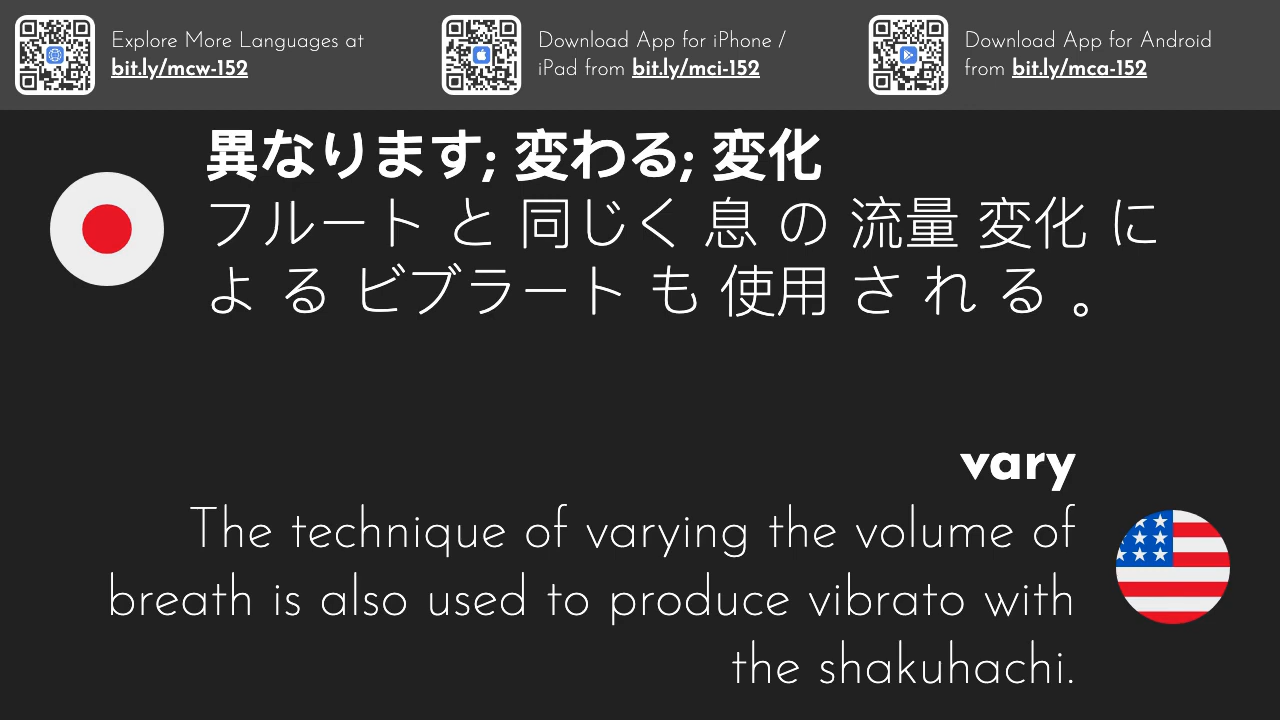 Explore More Languages at
bit.ly/mcw-152
Download App for iPhone /
iPad from bit.ly/mci-152
Download App for Android
from bit.ly/mca-152
異なります; 変わる; 変化
フルート と 同じく 息 の 流量 変化 に
よ る ビブラート も 使用 さ れ る 。
vary
The technique of varying the volume of
breath is also used to produce vibrato with
the shakuhachi.